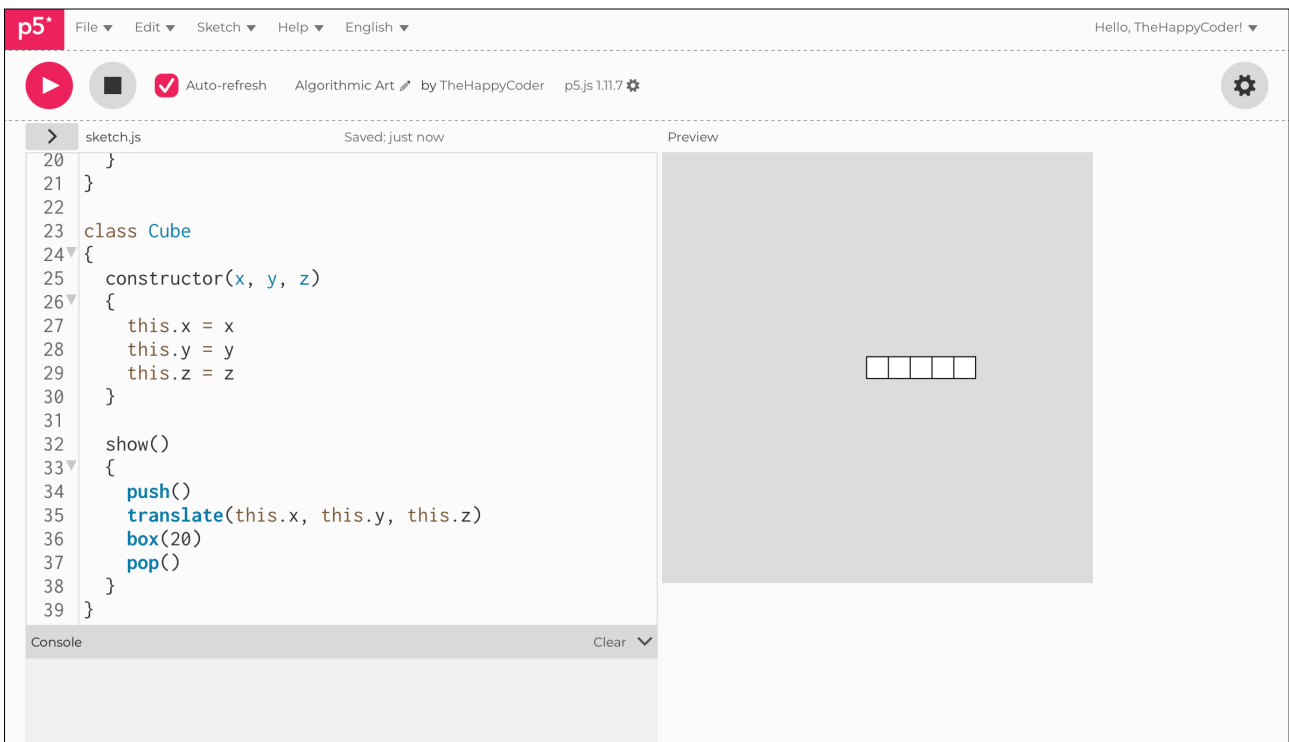 p5* File Edit Sketch Help English Hello, TheHappyCoder!
Auto-refresh Algorithmic Art by TheHappyCoder p5.js 1.11.7
sketch.js Saved: just now Preview
20   }
21 }
22
23 class Cube
24 {
25   constructor(x, y, z)
26   {
27     this.x = x
28     this.y = y
29     this.z = z
30   }
31
32   show()
33   {
34     push()
35     translate(this.x, this.y, this.z)
36     box(20)
37     pop()
38   }
39 }
Console Clear